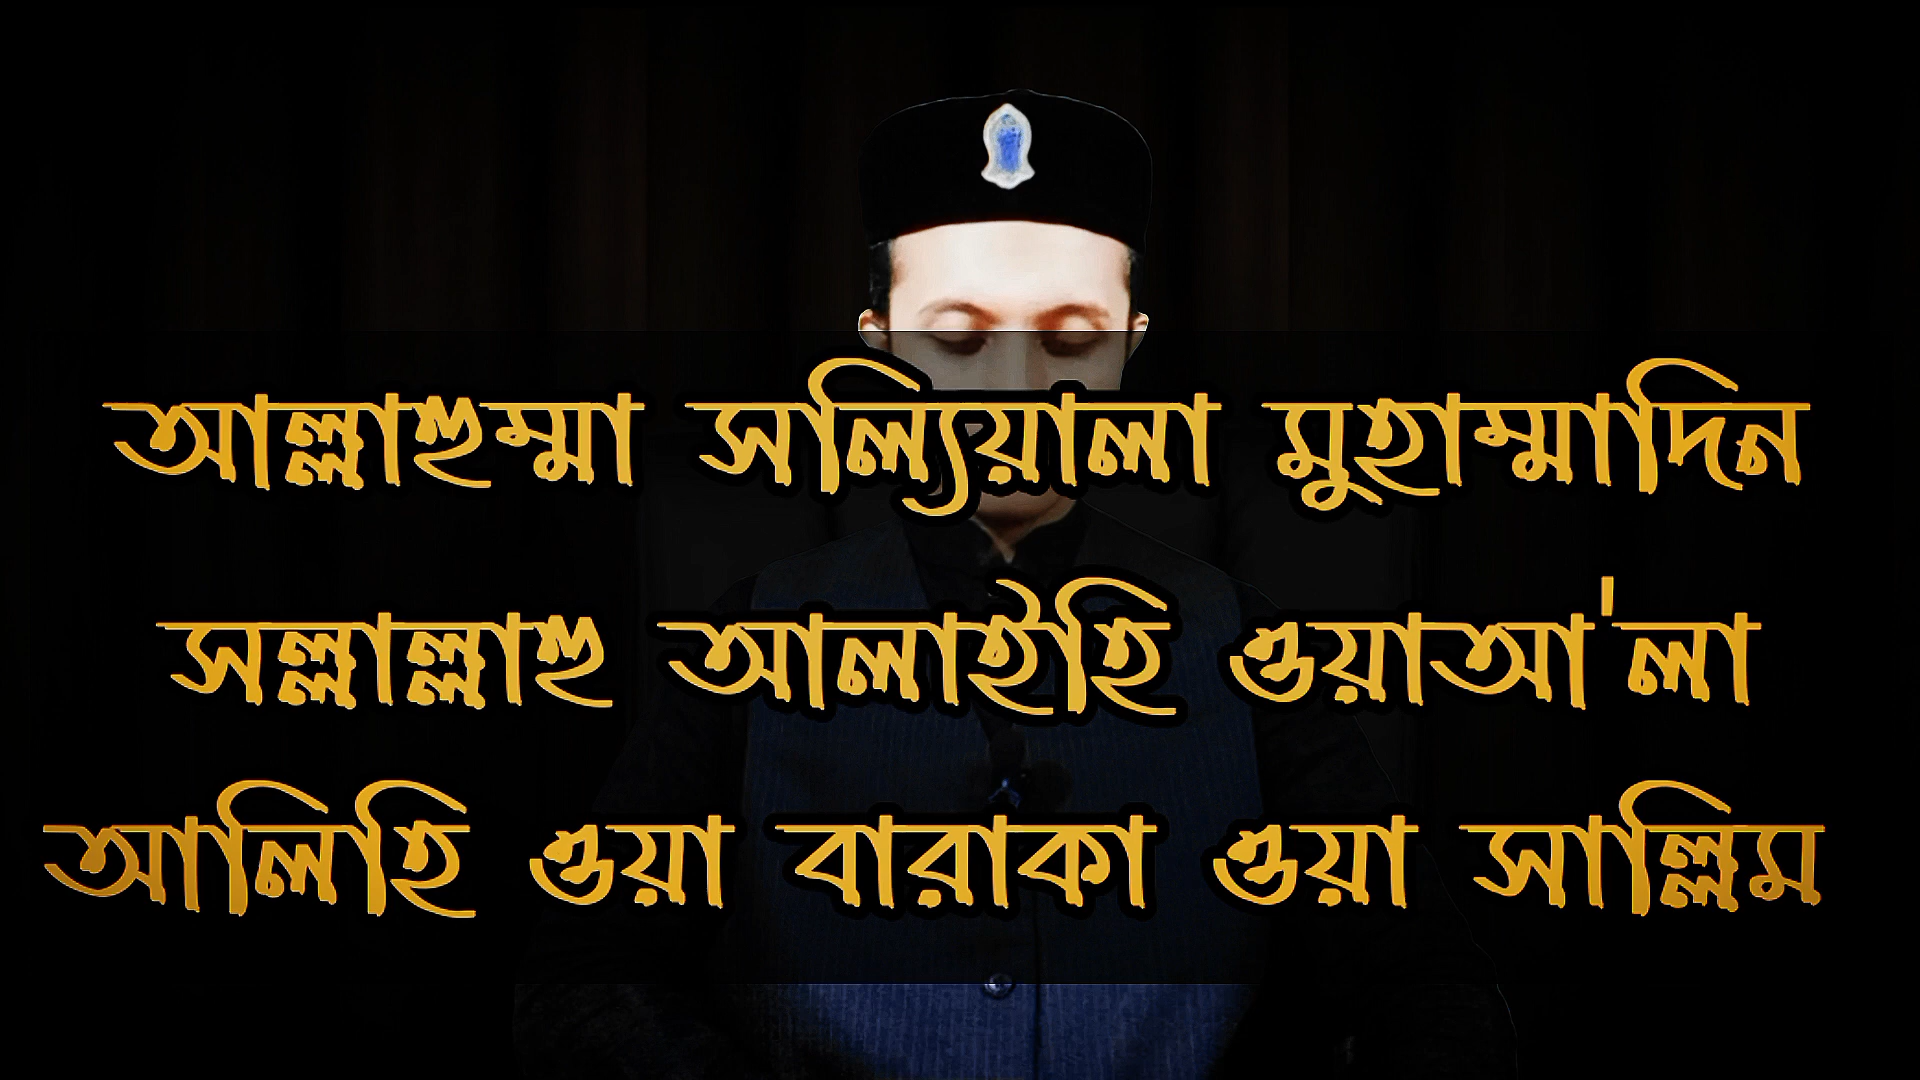 আল্লাহুম্মা সল্যিয়ালা মুহাম্মাদিন
সল্লাল্লাহু আলাইহি ওয়াআ'লা
আলিহি ওয়া বারাকা ওয়া সাল্লিম